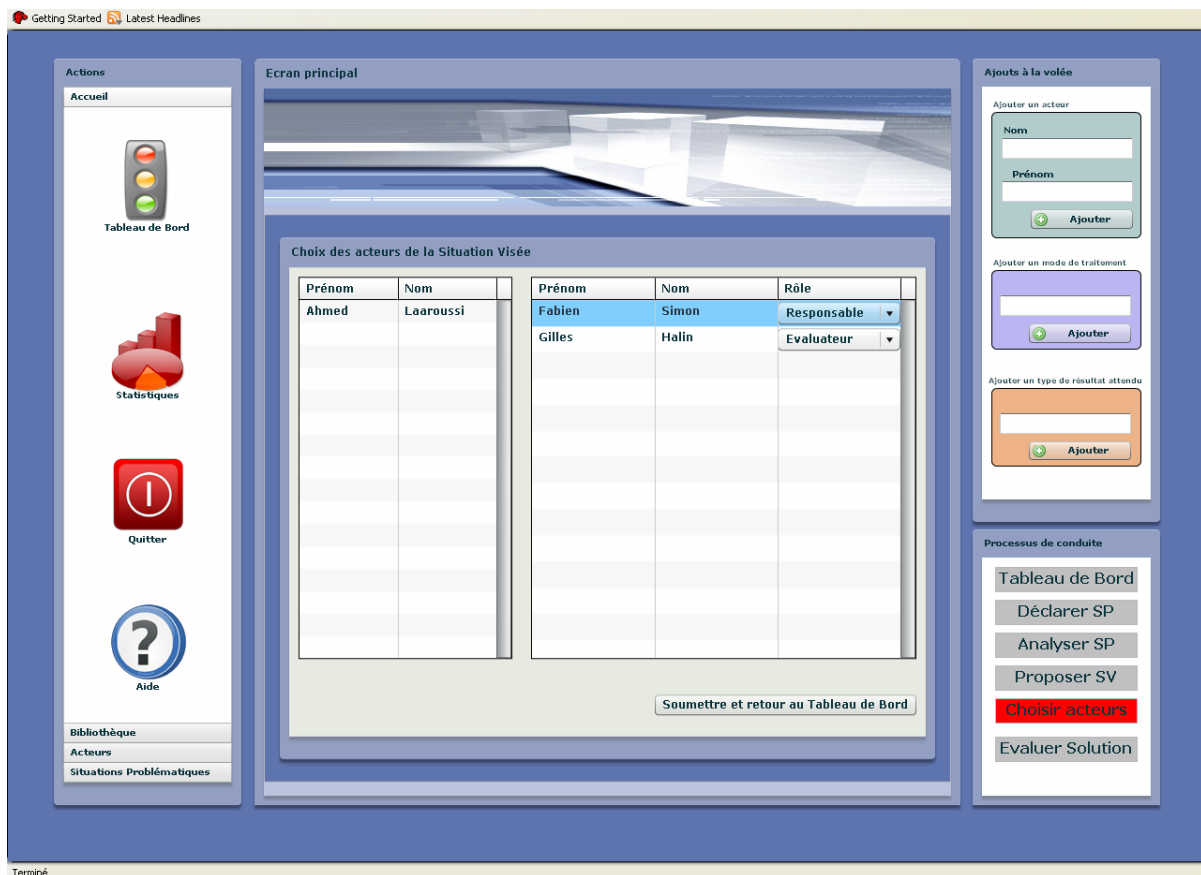 Getting Started Latest Headlines
Actions
Accueil
Tableau de Bord
Statistiques
Quitter
Aide
Bibliothèque
Acteurs
Situations Problématiques
Ecran principal
Choix des acteurs de la Situation Visée
Prénom Nom
Ahmed Laaroussi
Prénom Nom Rôle
Fabien Simon Responsable
Gilles Halin Evaluateur
Soumettre et retour au Tableau de Bord
Ajouts à la volée
Ajouter un acteur
Nom
Prénom
Ajouter
Ajouter un mode de traitement
Ajouter
Ajouter un type de résultat attendu
Ajouter
Processus de conduite
Tableau de Bord
Déclarer SP
Analyser SP
Proposer SV
Choisir acteurs
Evaluer Solution
Terminé